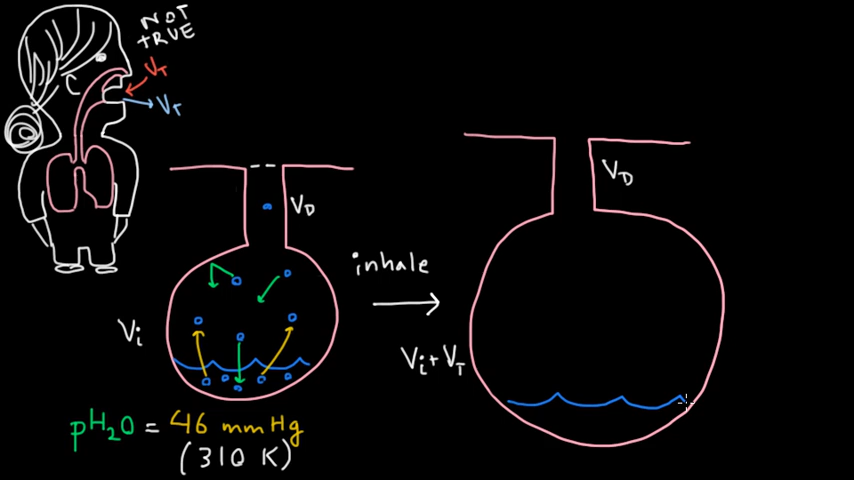 NOT
TRUE
VT
VT
VD
Vi
inhale
VD
Vi + VT
pH2O = 46 mmHg
(310 K)